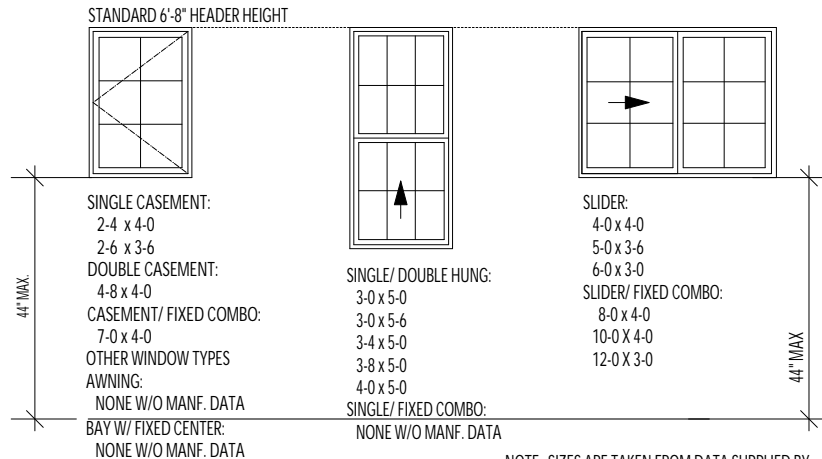 STANDARD 6'-8" HEADER HEIGHT
44" MAX.
SINGLE CASEMENT:
2-4 x 4-0
2-6 x 3-6
DOUBLE CASEMENT:
4-8 x 4-0
CASEMENT/ FIXED COMBO:
7-0 x 4-0
OTHER WINDOW TYPES
AWNING:
NONE W/O MANF. DATA
BAY W/ FIXED CENTER:
NONE W/O MANF. DATA
SINGLE/ DOUBLE HUNG:
3-0 x 5-0
3-0 x 5-6
3-4 x 5-0
3-8 x 5-0
4-0 x 5-0
SINGLE/ FIXED COMBO:
NONE W/O MANF. DATA
SLIDER:
4-0 x 4-0
5-0 x 3-6
6-0 x 3-0
SLIDER/ FIXED COMBO:
8-0 x 4-0
10-0 X 4-0
12-0 X 3-0
44" MAX
NOTE SIZES ARE TAKEN FROM DATA SUPPLIED BY